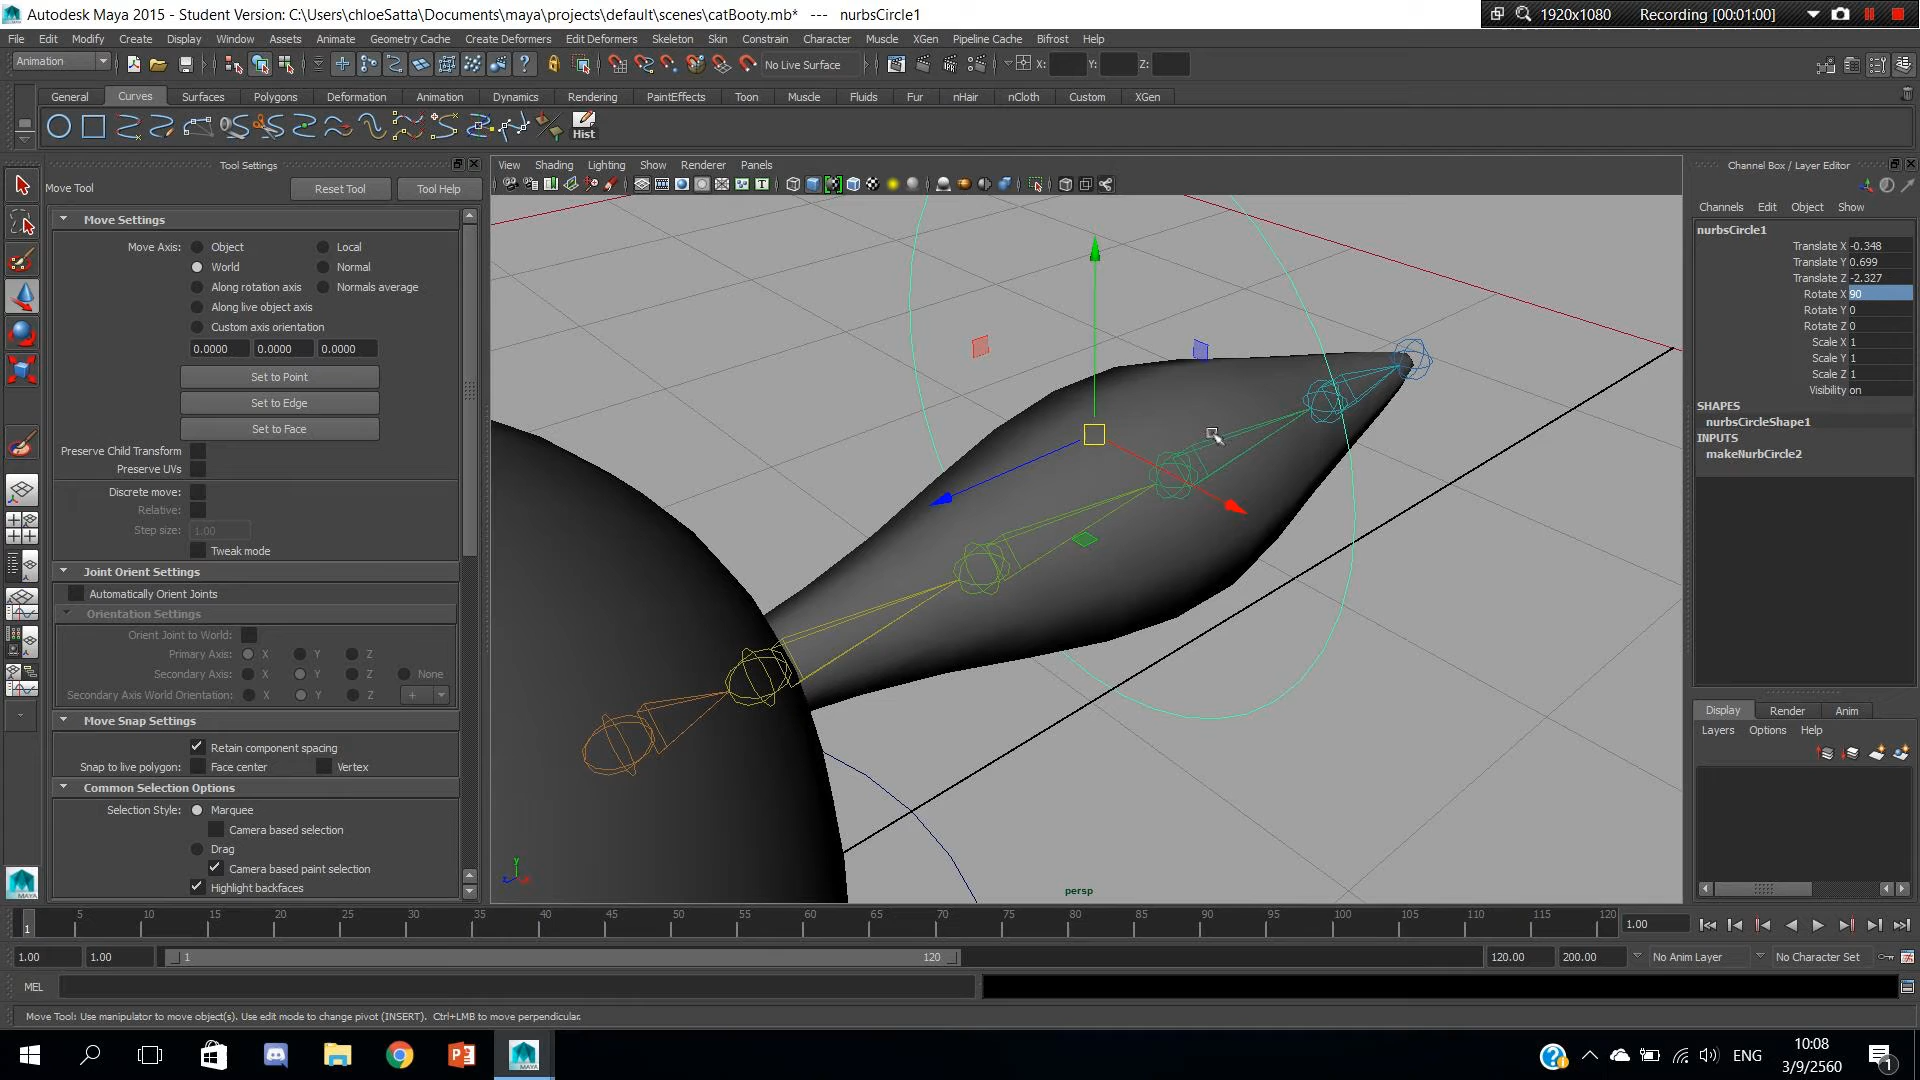 Autodesk Maya 2015 - Student Version: C:\Users\chloeSatta\Documents\maya\projects\default\scenes\catBooty.mb*   ---   nurbsCircle1
1920x1080
Recording [00:01:00]
File Edit Modify Create Display Window Assets Animate Geometry Cache Create Deformers Edit Deformers Skeleton Skin Constrain Character Muscle XGen Pipeline Cache Bifrost Help
Animation
No Live Surface
X: Y: Z:
General Curves Surfaces Polygons Deformation Animation Dynamics Rendering PaintEffects Toon Muscle Fluids Fur nHair nCloth Custom XGen
Hist
Tool Settings
Move Tool Reset Tool Tool Help
Move Settings
Move Axis: Object Local
World Normal
Along rotation axis Normals average
Along live object axis
Custom axis orientation
0.0000 0.0000 0.0000
Set to Point
Set to Edge
Set to Face
Preserve Child Transform
Preserve UVs
Discrete move:
Relative:
Step size: 1.00
Tweak mode
Joint Orient Settings
Automatically Orient Joints
Orientation Settings
Orient Joint to World:
Primary Axis: X Y Z
Secondary Axis: X Y Z None
Secondary Axis World Orientation: X Y Z +
Move Snap Settings
Retain component spacing
Snap to live polygon: Face center Vertex
Common Selection Options
Selection Style: Marquee
Camera based selection
Drag
Camera based paint selection
Highlight backfaces
MAYA
View Shading Lighting Show Renderer Panels
y
persp
Channel Box / Layer Editor
Channels Edit Object Show
nurbsCircle1
Translate X -0.348
Translate Y 0.699
Translate Z -2.327
Rotate X 90
Rotate Y 0
Rotate Z 0
Scale X 1
Scale Y 1
Scale Z 1
Visibility on
SHAPES
nurbsCircleShape1
INPUTS
makeNurbCircle2
Display Render Anim
Layers Options Help
1 5 10 15 20 25 30 35 40 45 50 55 60 65 70 75 80 85 90 95 100 105 110 115 120
1.00
1.00 1.00 1 120 120.00 200.00 No Anim Layer No Character Set
MEL
Move Tool: Use manipulator to move object(s). Use edit mode to change pivot (INSERT).  Ctrl+LMB to move perpendicular.
ENG
10:08
3/9/2560
1